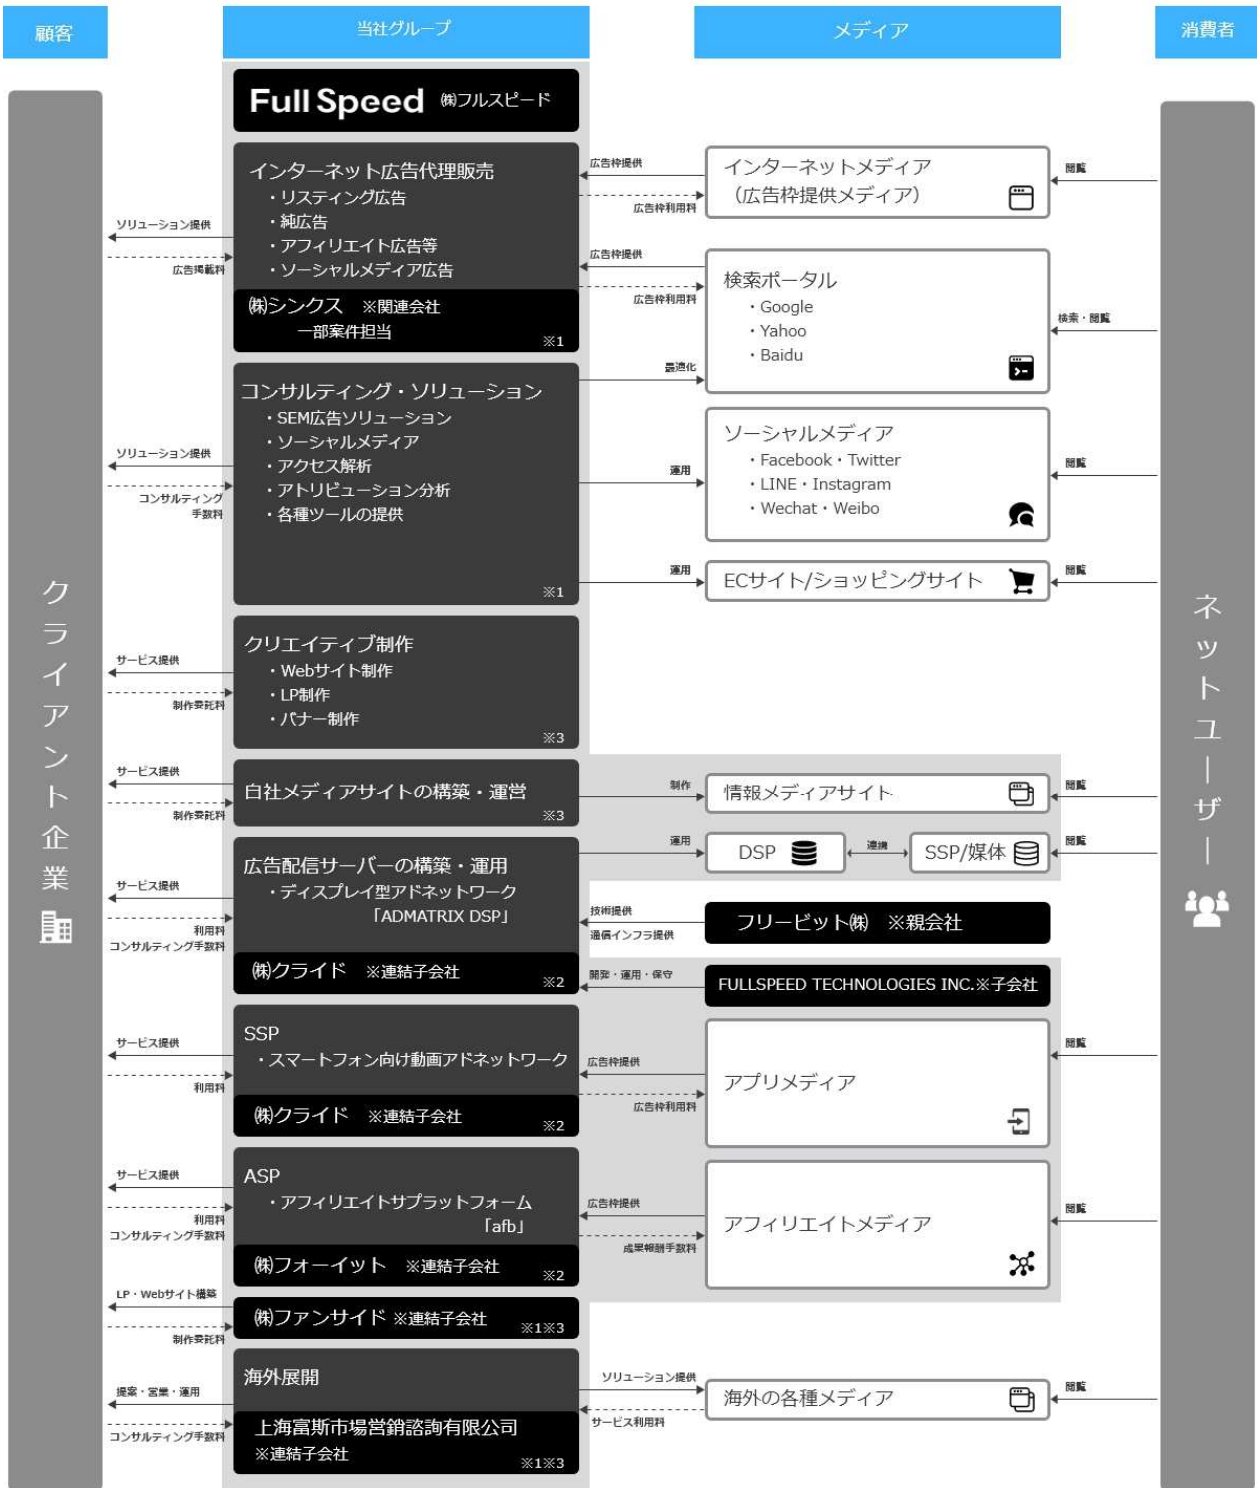 顧客
当社グループ
メディア
消費者
クライアント企業
Full Speed ㈱フルスピード
インターネット広告代理販売
・リスティング広告
・純広告
・アフィリエイト広告等
・ソーシャルメディア広告
㈱シンクス ※関連会社
一部案件担当
※1
ソリューション提供
広告掲載料
広告枠提供
広告枠利用料
インターネットメディア
（広告枠提供メディア）
閲覧
広告枠提供
広告枠利用料
検索ポータル
・Google
・Yahoo
・Baidu
検索・閲覧
コンサルティング・ソリューション
・SEM広告ソリューション
・ソーシャルメディア
・アクセス解析
・アトリビューション分析
・各種ツールの提供
※1
ソリューション提供
コンサルティング
手数料
最適化
運用
ソーシャルメディア
・Facebook・Twitter
・LINE・Instagram
・Wechat・Weibo
閲覧
運用
ECサイト/ショッピングサイト
閲覧
クリエイティブ制作
・Webサイト制作
・LP制作
・バナー制作
※3
サービス提供
制作委託料
自社メディアサイトの構築・運営
※3
サービス提供
制作委託料
制作
情報メディアサイト
閲覧
広告配信サーバーの構築・運用
・ディスプレイ型アドネットワーク
「ADMATRIX DSP」
㈱クライド ※連結子会社
※2
サービス提供
利用料
コンサルティング手数料
運用
DSP
連携
SSP/媒体
閲覧
技術提供
通信インフラ提供
フリービット㈱ ※親会社
開発・運用・保守
FULLSPEED TECHNOLOGIES INC.※子会社
SSP
・スマートフォン向け動画アドネットワーク
㈱クライド ※連結子会社
※2
サービス提供
利用料
広告枠提供
広告枠利用料
アプリメディア
閲覧
ASP
・アフィリエイトサプラットフォーム
「afb」
㈱フォーイット ※連結子会社
※2
サービス提供
利用料
コンサルティング手数料
広告枠提供
成果報酬手数料
アフィリエイトメディア
閲覧
㈱ファンサイド ※連結子会社
※1※3
LP・Webサイト構築
制作委託料
海外展開
上海富斯市場営銷諮詢有限公司
※連結子会社
※1※3
提案・営業・運用
コンサルティング手数料
ソリューション提供
サービス利用料
海外の各種メディア
閲覧
ネットユーザー